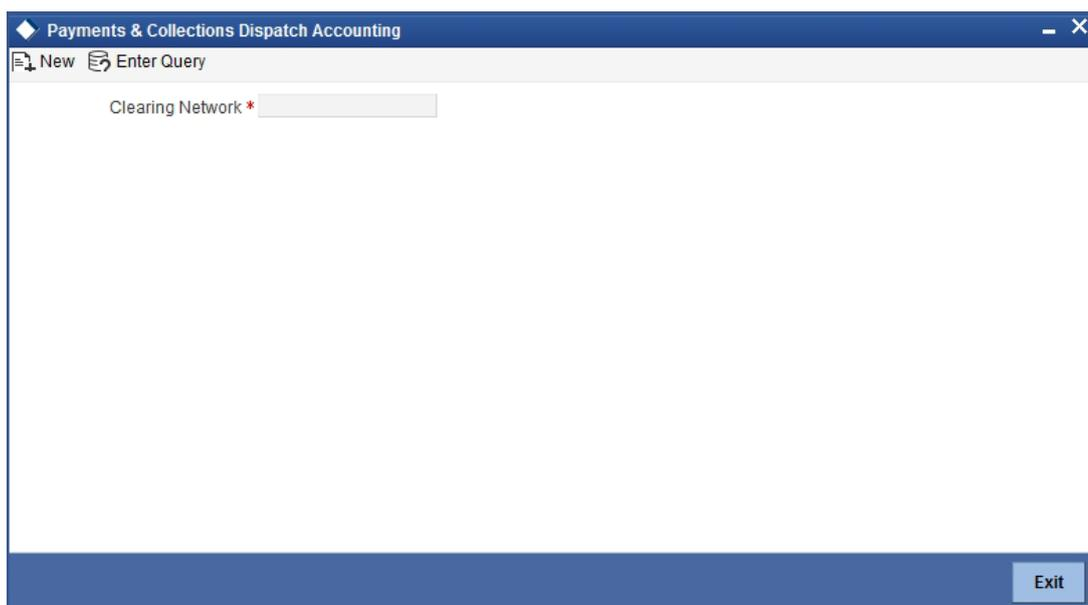 Payments & Collections Dispatch Accounting
New Enter Query
Clearing Network *
Exit